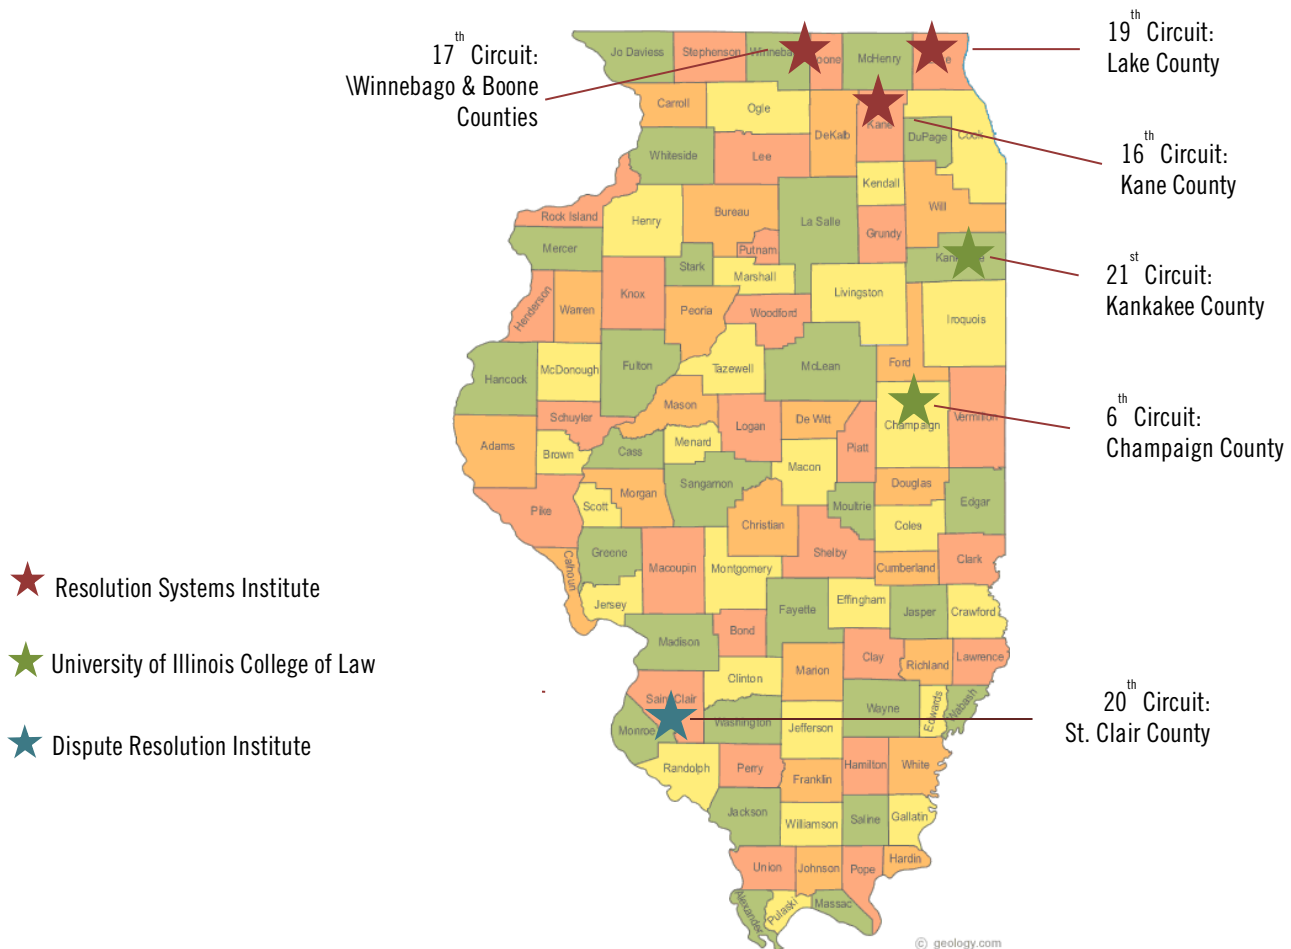 17th Circuit:
\Winnebago & Boone
Counties
19th Circuit:
Lake County
16th Circuit:
Kane County
21st Circuit:
Kankakee County
6th Circuit:
Champaign County
20th Circuit:
St. Clair County
Resolution Systems Institute
University of Illinois College of Law
Dispute Resolution Institute
Jo Daviess
Stephenson
McHenry
Carroll
Ogle
DeKalb
Kane
DuPage
Cook
Whiteside
Lee
Kendall
Will
Rock Island
Henry
Bureau
La Salle
Grundy
Putnam
Mercer
Stark
Marshall
Livingston
Iroquois
Henderson
Warren
Knox
Peoria
Woodford
Hancock
McDonough
Fulton
Tazewell
McLean
Ford
Schuyler
Mason
Logan
De Witt
Piatt
Champaign
Vermilion
Adams
Brown
Cass
Menard
Macon
Pike
Scott
Morgan
Sangamon
Christian
Moultrie
Douglas
Edgar
Coles
Calhoun
Greene
Macoupin
Montgomery
Shelby
Cumberland
Clark
Jersey
Fayette
Effingham
Jasper
Crawford
Madison
Bond
Clinton
Marion
Clay
Richland
Lawrence
Saint Clair
Monroe
Washington
Jefferson
Wayne
Edwards
Wabash
Randolph
Perry
Franklin
Hamilton
White
Jackson
Williamson
Saline
Gallatin
Union
Johnson
Pope
Hardin
Alexander
Pulaski
Massac
© geology.com